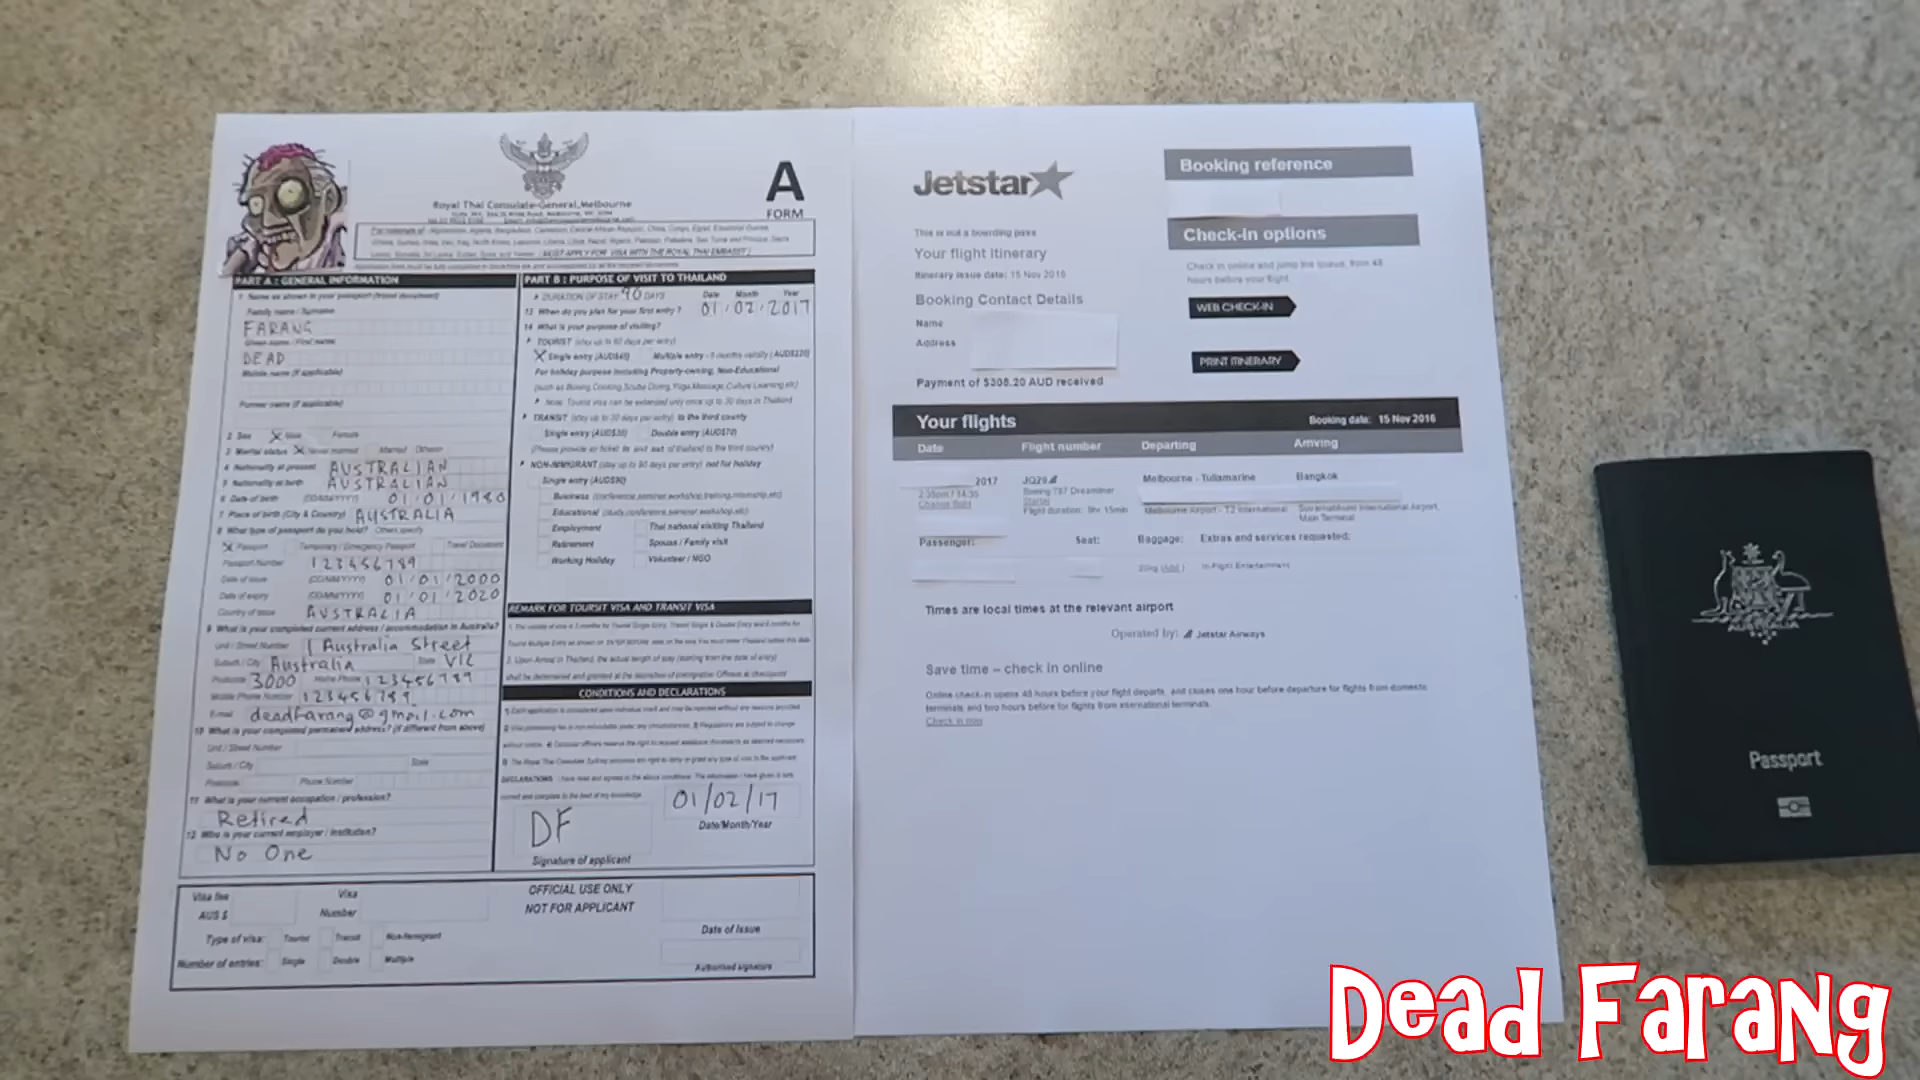 A
FORM
Royal Thai Consulate-General, Melbourne
(MUST APPLY FOR VISA WITH THE ROYAL THAI EMBASSY)
PART A : GENERAL INFORMATION
1 Name as shown in your passport (travel document)
Family name / Surname
FARANG
Given name / First name
DEAD
Middle name (if applicable)
Former name (if applicable)
2 Sex X Male Female
3 Marital status X Never married Married
4 Nationality at present AUSTRALIAN
5 Nationality at birth AUSTRALIAN
6 Date of birth (DD/MM/YYYY) 01/01/1980
7 Place of birth (City & Country) AUSTRALIA
8 What type of passport do you hold?
X Passport Temporary / Emergency Passport Travel Document
Passport Number 123456789
Date of issue (DD/MM/YYYY) 01/01/2000
Date of expiry (DD/MM/YYYY) 01/01/2020
Country of issue AUSTRALIA
9 What is your completed current address / accommodation in Australia?
Unit / Street Number 1 Australia Street
Suburb / City Australia State VIC
Postcode 3000 Home Phone 123456789
Mobile Phone Number 123456789
E-mail deadfarang@gmail.com
10 What is your completed permanent address? (if different from above)
Unit / Street Number
Suburb / City State
Postcode Phone Number
11 What is your current occupation / profession?
Retired
12 Who is your current employer / institution?
No One
PART B : PURPOSE OF VISIT TO THAILAND
DURATION OF STAY 90 DAYS Date Month Year
13 When do you plan for your first entry? 01/02/2017
14 What is your purpose of visiting?
TOURIST (stay up to 60 days per entry)
X Single entry (AUD$40) Multiple entry - 6 months validity (AUD$220)
For holiday purpose including Property-owning, Non-Educational
(such as Boxing, Cooking, Scuba Diving, Yoga, Massage, Culture Learning, etc)
Note: Tourist visa can be extended only once up to 30 days in Thailand
TRANSIT (stay up to 30 days per entry) to the third country
Single entry (AUD$35) Double entry (AUD$70)
NON-IMMIGRANT (stay up to 90 days per entry) not for holiday
Single entry (AUD$90)
Business (conference, seminar, workshop, training, internship, etc)
Educational (study, conference, seminar, workshop, etc)
Employment Thai national visiting Thailand
Retirement Spouse / Family visit
Working Holiday Volunteer / NGO
REMARK FOR TOURSIT VISA AND TRANSIT VISA
CONDITIONS AND DECLARATIONS
DF 01/02/17
Date/Month/Year
Signature of applicant
Visa fee
AUS $
Visa
Number
OFFICIAL USE ONLY
NOT FOR APPLICANT
Type of visa: Tourist Transit Non-Immigrant
Number of entries: Single Double Multiple
Date of Issue
Authorised signature
Jetstar
Booking reference
Check-in options
Check in online and jump the queue, from 48
hours before your flight.
WEB CHECK-IN
PRINT ITINERARY
This is not a boarding pass
Your flight itinerary
Itinerary issue date: 15 Nov 2016
Booking Contact Details
Name
Address
Payment of $308.20 AUD received
Your flights Booking date: 15 Nov 2016
Date Flight number Departing Arriving
2017 JQ29 Melbourne - Tullamarine Bangkok
2:35pm / 14:35 Boeing 787 Dreamliner
Starter
Flight duration: 9hr 15min
Melbourne Airport - T2 International Suvarnabhumi International Airport,
Main Terminal
Passenger: Seat: Baggage: Extras and services requested:
20kg In-Flight Entertainment
Times are local times at the relevant airport
Operated by: Jetstar Airways
Save time – check in online
Online check-in opens 48 hours before your flight departs, and closes one hour before departure for flights from domestic
terminals and two hours before for flights from international terminals.
Check in now
AUSTRALIA
Passport
Dead Farang